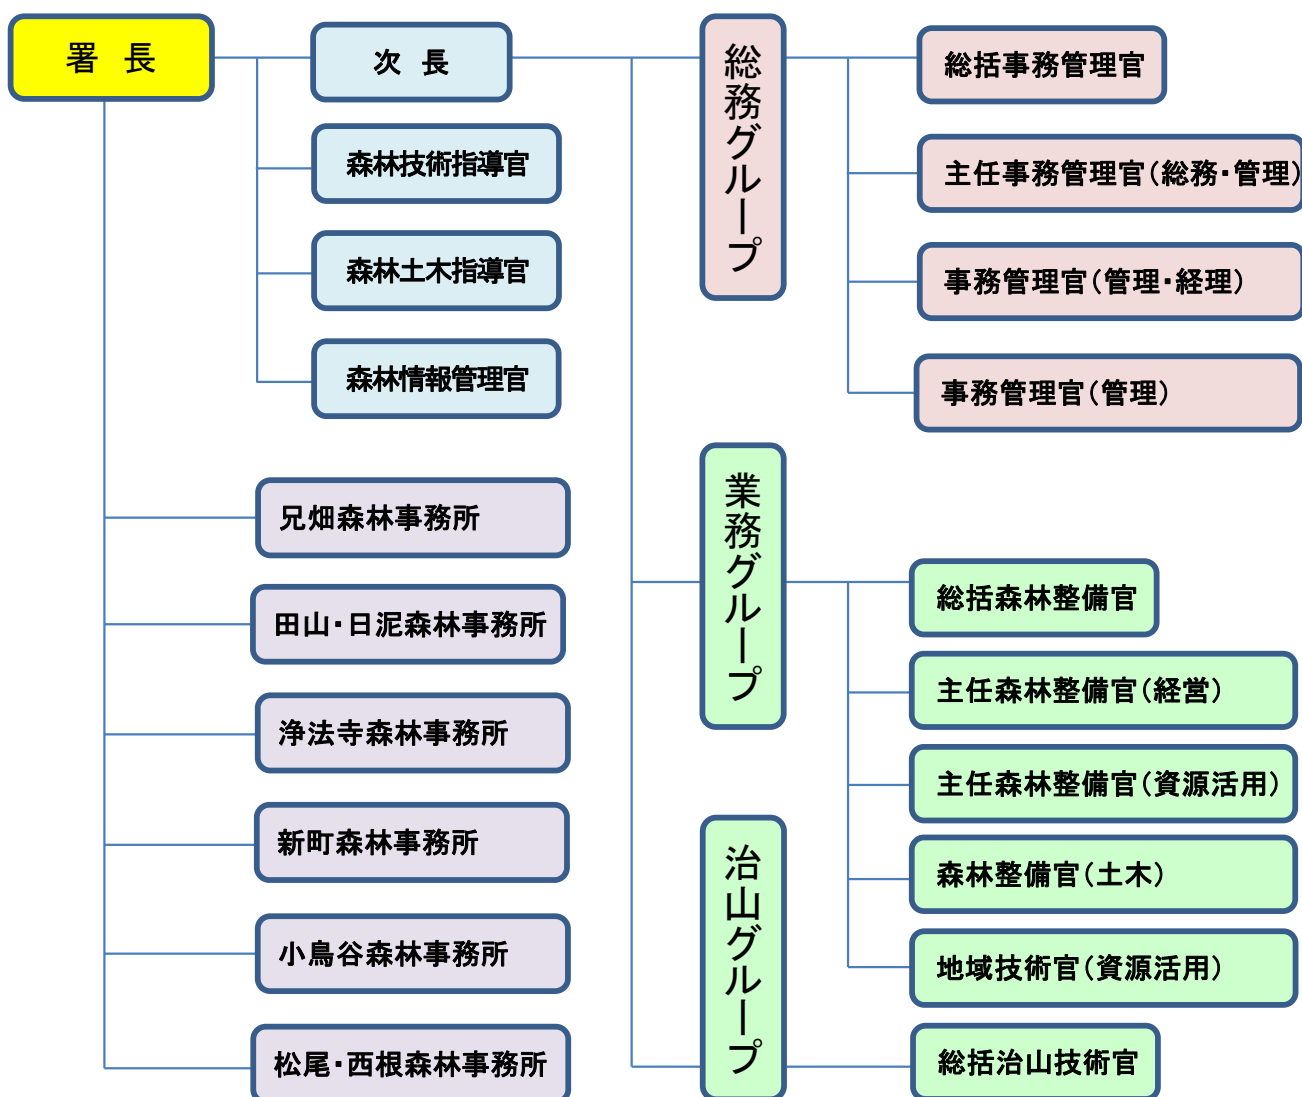 署　長
次　長
森林技術指導官
森林土木指導官
森林情報管理官
兄畑森林事務所
田山・日泥森林事務所
浄法寺森林事務所
新町森林事務所
小鳥谷森林事務所
松尾・西根森林事務所
総務グループ
総括事務管理官
主任事務管理官（総務・管理）
事務管理官（管理・経理）
事務管理官（管理）
業務グループ
総括森林整備官
主任森林整備官（経営）
主任森林整備官（資源活用）
森林整備官（土木）
地域技術官（資源活用）
治山グループ
総括治山技術官